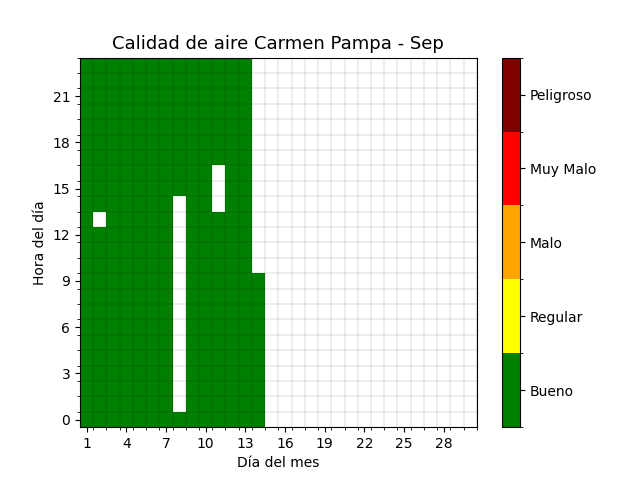 Calidad de aire Carmen Pampa - Sep
21
18
15
12
9
6
3
0
Hora del día
1 4 7 10 13 16 19 22 25 28
Día del mes
Peligroso
Muy Malo
Malo
Regular
Bueno